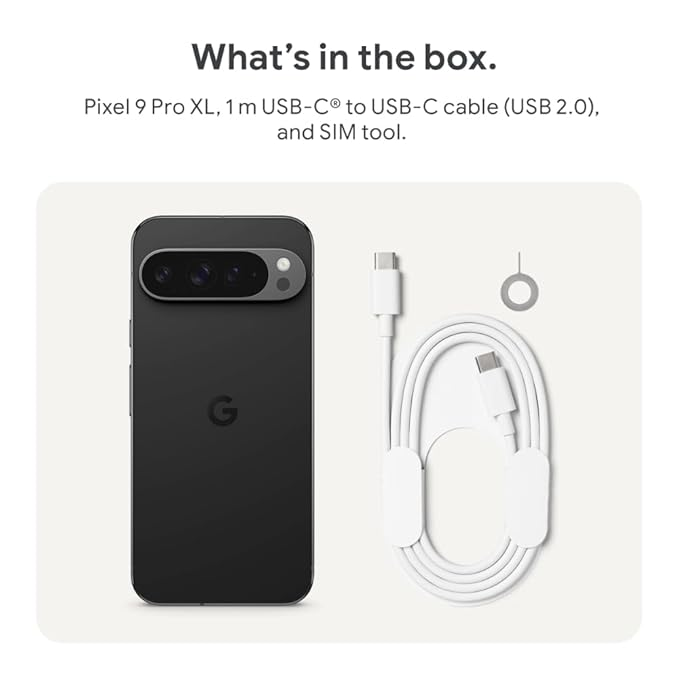 What's in the box.
Pixel 9 Pro XL, 1 m USB-C® to USB-C cable (USB 2.0),
and SIM tool.
G